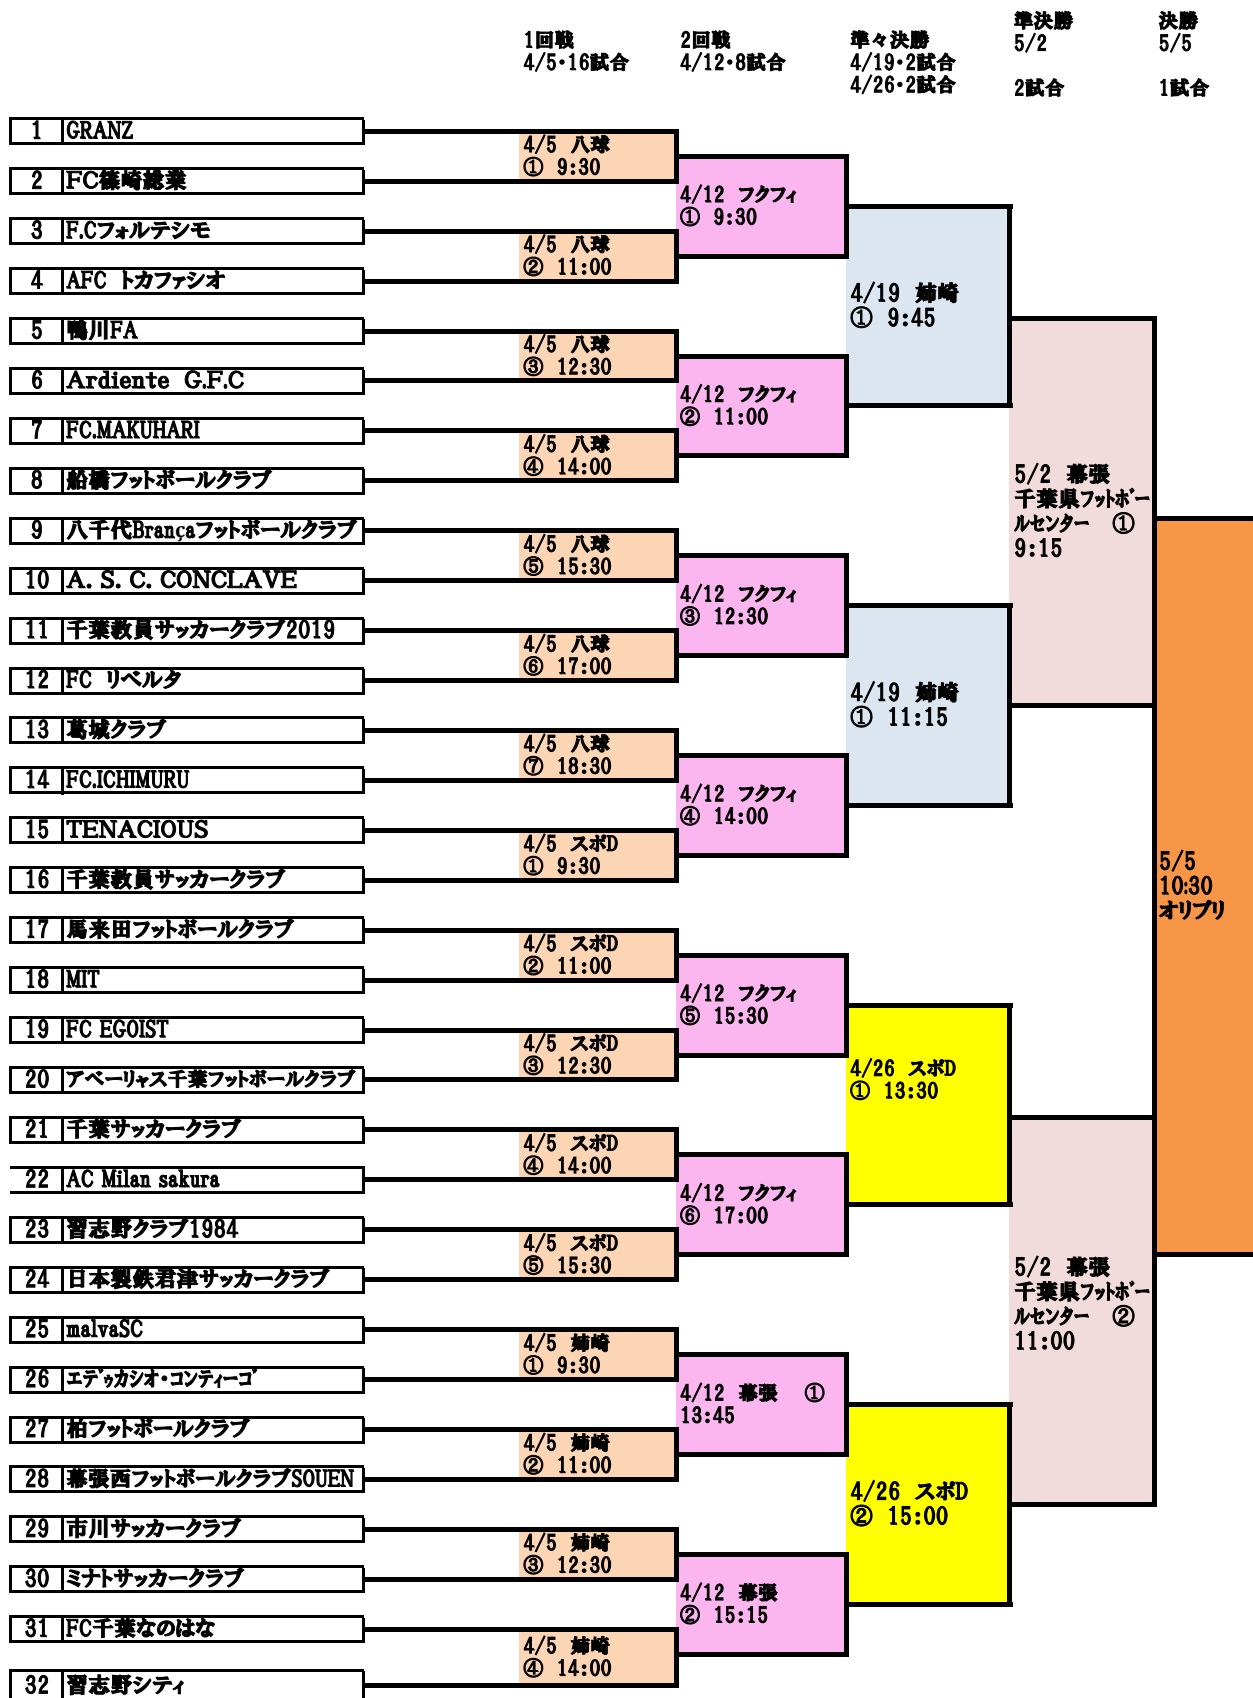 1回戦
4/5・16試合
2回戦
4/12・8試合
準々決勝
4/19・2試合
4/26・2試合
準決勝
5/2
2試合
決勝
5/5
1試合
1 GRANZ
2 FC篠崎総業
3 F.Cフォルテシモ
4 AFC トカファシオ
5 鴨川FA
6 Ardiente G.F.C
7 FC.MAKUHARI
8 船橋フットボールクラブ
9 八千代Brançaフットボールクラブ
10 A. S. C. CONCLAVE
11 千葉教員サッカークラブ2019
12 FC リベルタ
13 葛城クラブ
14 FC.ICHIMURU
15 TENACIOUS
16 千葉教員サッカークラブ
17 馬来田フットボールクラブ
18 MIT
19 FC EGOIST
20 アベーリャス千葉フットボールクラブ
21 千葉サッカークラブ
22 AC Milan sakura
23 習志野クラブ1984
24 日本製鉄君津サッカークラブ
25 malvaSC
26 エデゥカシオ・コンティーゴ
27 柏フットボールクラブ
28 幕張西フットボールクラブSOUEN
29 市川サッカークラブ
30 ミナトサッカークラブ
31 FC千葉なのはな
32 習志野シティ
4/5 八球
① 9:30
4/5 八球
② 11:00
4/5 八球
③ 12:30
4/5 八球
④ 14:00
4/5 八球
⑤ 15:30
4/5 八球
⑥ 17:00
4/5 八球
⑦ 18:30
4/5 スポD
① 9:30
4/5 スポD
② 11:00
4/5 スポD
③ 12:30
4/5 スポD
④ 14:00
4/5 スポD
⑤ 15:30
4/5 姉崎
① 9:30
4/5 姉崎
② 11:00
4/5 姉崎
③ 12:30
4/5 姉崎
④ 14:00
4/12 フクフィ
① 9:30
4/12 フクフィ
② 11:00
4/12 フクフィ
③ 12:30
4/12 フクフィ
④ 14:00
4/12 フクフィ
⑤ 15:30
4/12 フクフィ
⑥ 17:00
4/12 幕張 ①
13:45
4/12 幕張
② 15:15
4/19 姉崎
① 9:45
4/19 姉崎
① 11:15
4/26 スポD
① 13:30
4/26 スポD
② 15:00
5/2 幕張
千葉県フットボー
ルセンター ①
9:15
5/2 幕張
千葉県フットボー
ルセンター ②
11:00
5/5
10:30
オリプリ